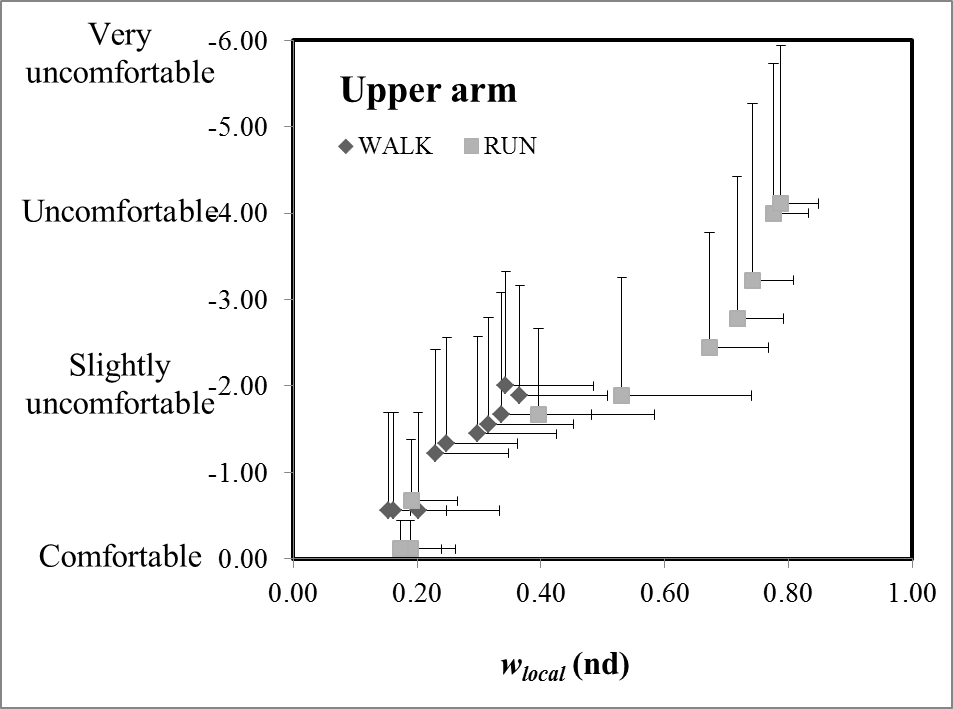 Very
uncomfortable
-6.00
Upper arm
WALK RUN
-5.00
Uncomfortable
-4.00
-3.00
Slightly
uncomfortable
-2.00
-1.00
Comfortable
0.00
0.00 0.20 0.40 0.60 0.80 1.00
wlocal (nd)